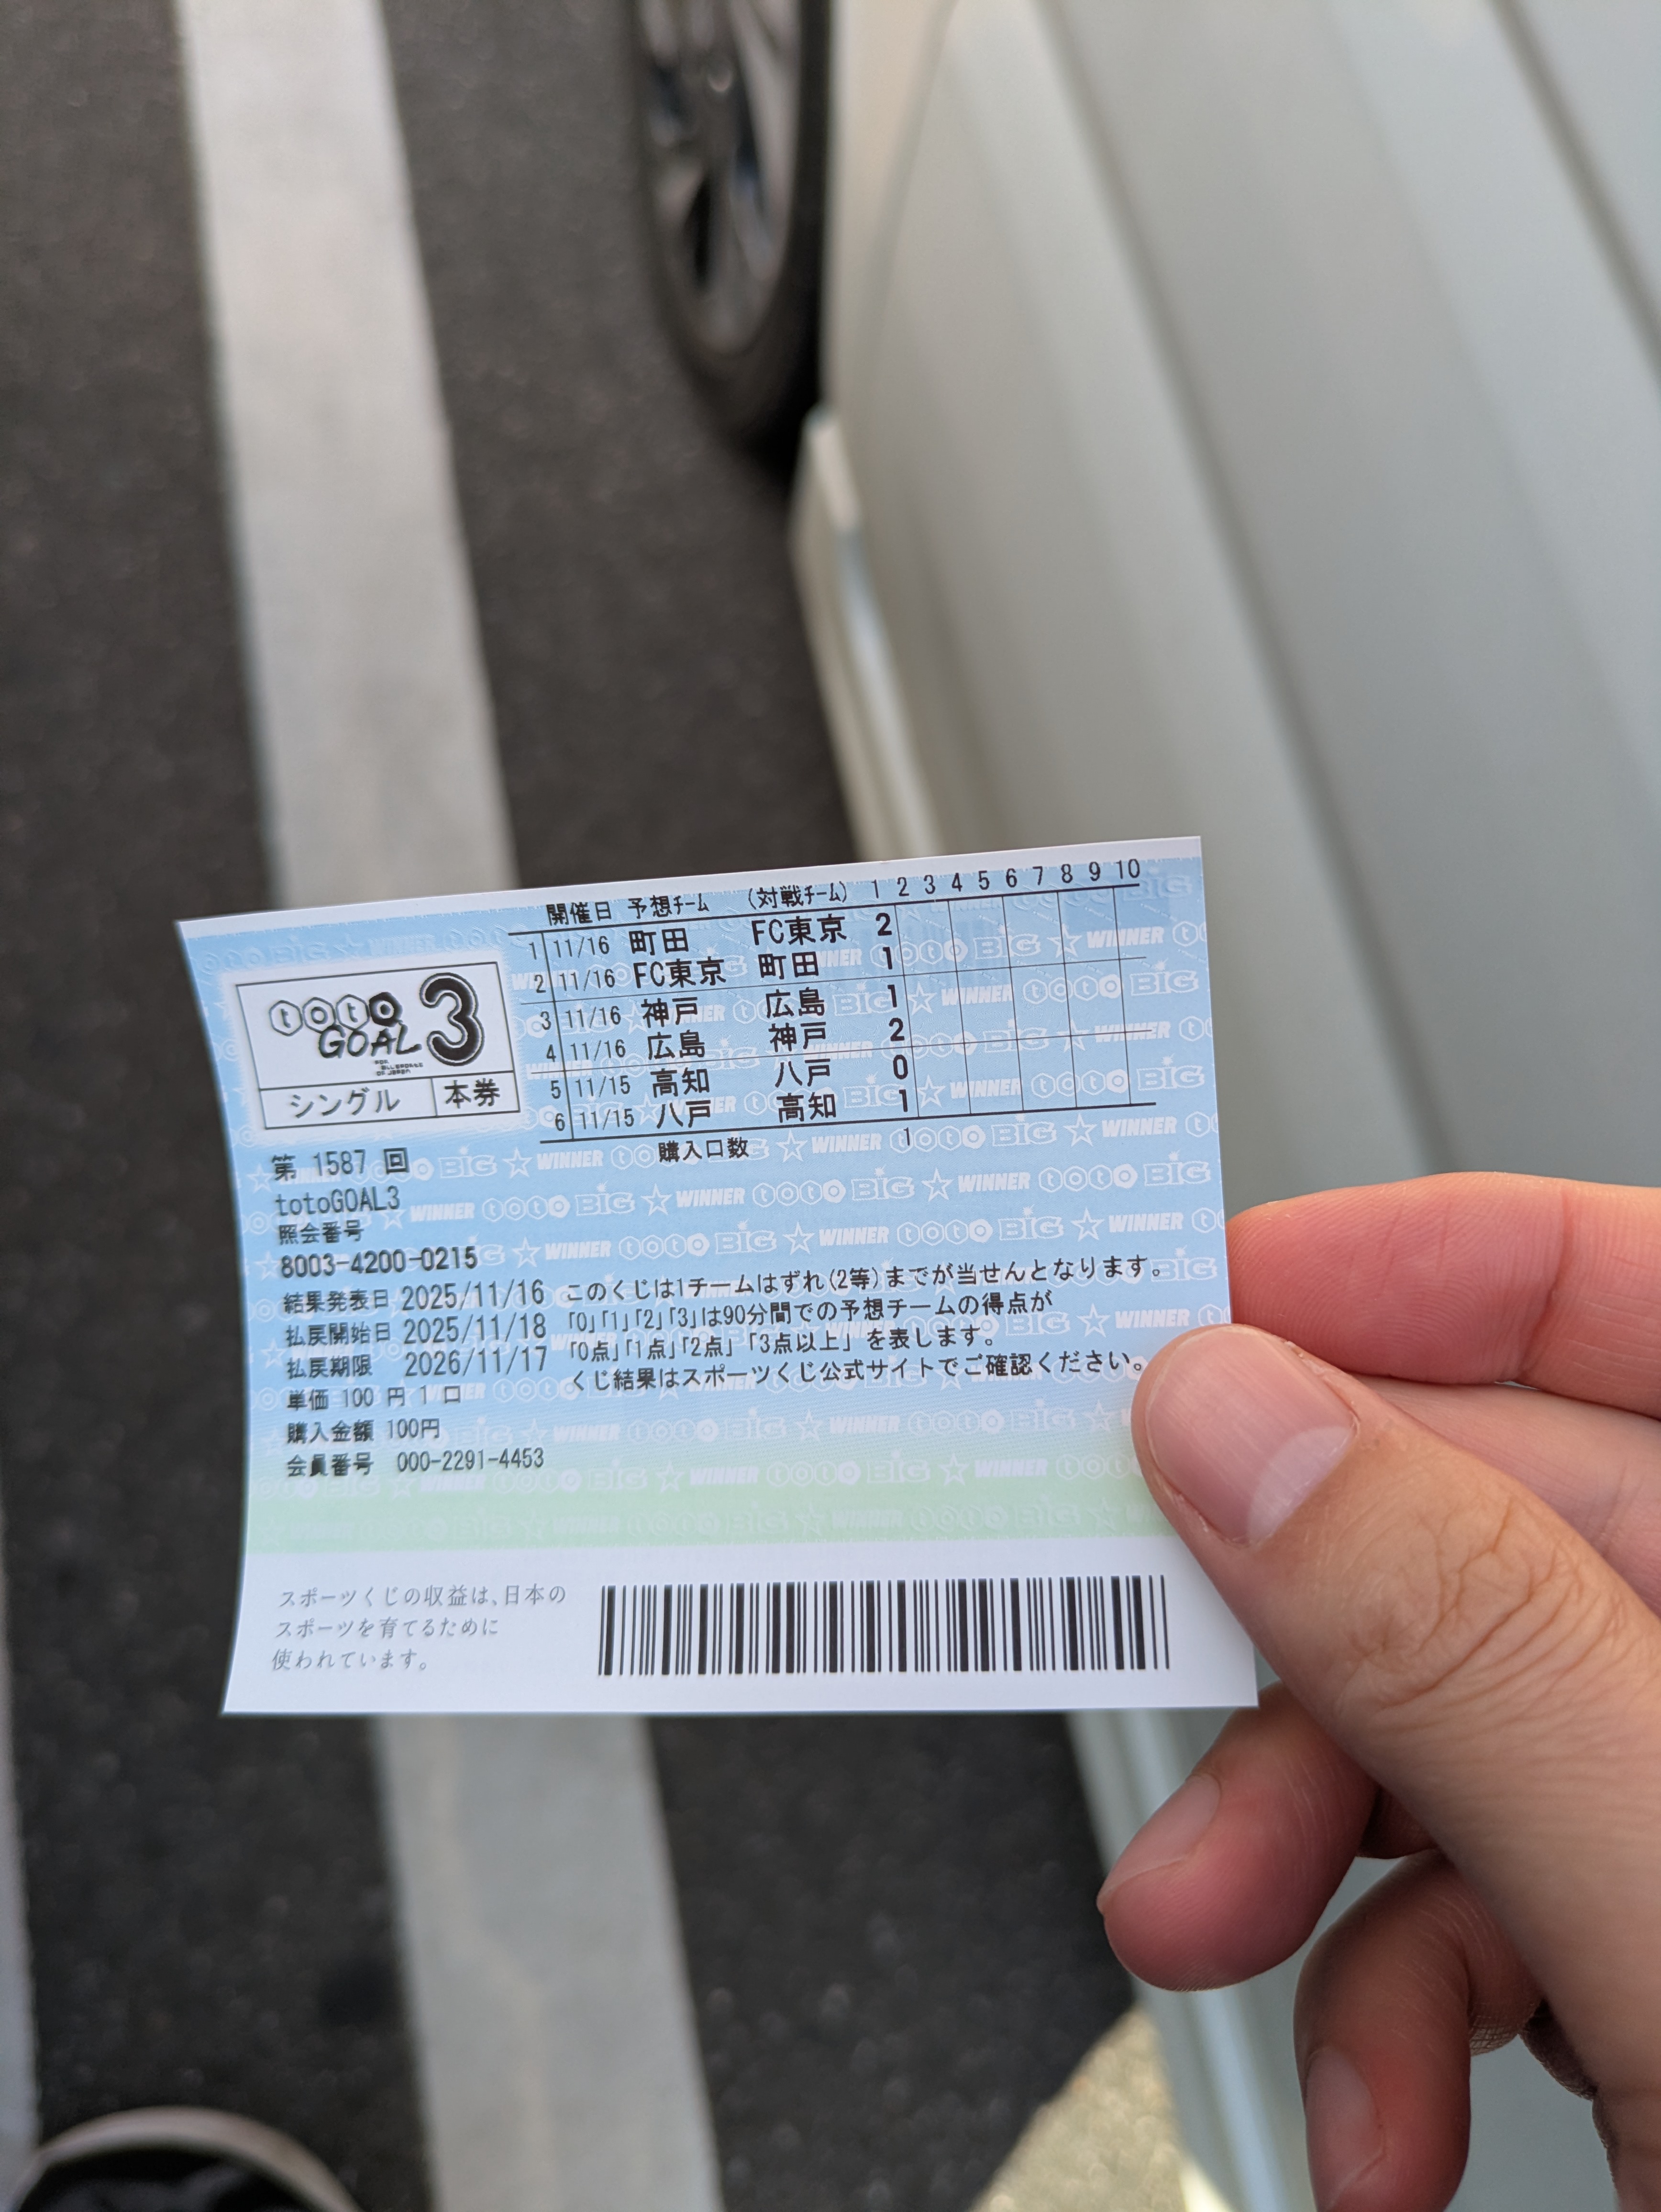 開催日 予想チーム (対戦チーム) 1 2 3 4 5 6 7 8 9 10
1 11/16 町田 FC東京 2
2 11/16 FC東京 町田 1
3 11/16 神戸 広島 1
4 11/16 広島 神戸 2
5 11/15 高知 八戸 0
6 11/15 八戸 高知 1
購入口数 1
toto
GOAL 3
シングル 本券
第 1587 回
totoGOAL3
照会番号
8003-4200-0215
結果発表日 2025/11/16
払戻開始日 2025/11/18
払戻期限 2026/11/17
単価 100 円 1 口
購入金額 100円
会員番号 000-2291-4453
このくじは1チームはずれ(2等)までが当せんとなります。
「0」「1」「2」「3」は90分間での予想チームの得点が
「0点」「1点」「2点」「3点以上」を表します。
くじ結果はスポーツくじ公式サイトでご確認ください。
スポーツくじの収益は、日本の
スポーツを育てるために
使われています。